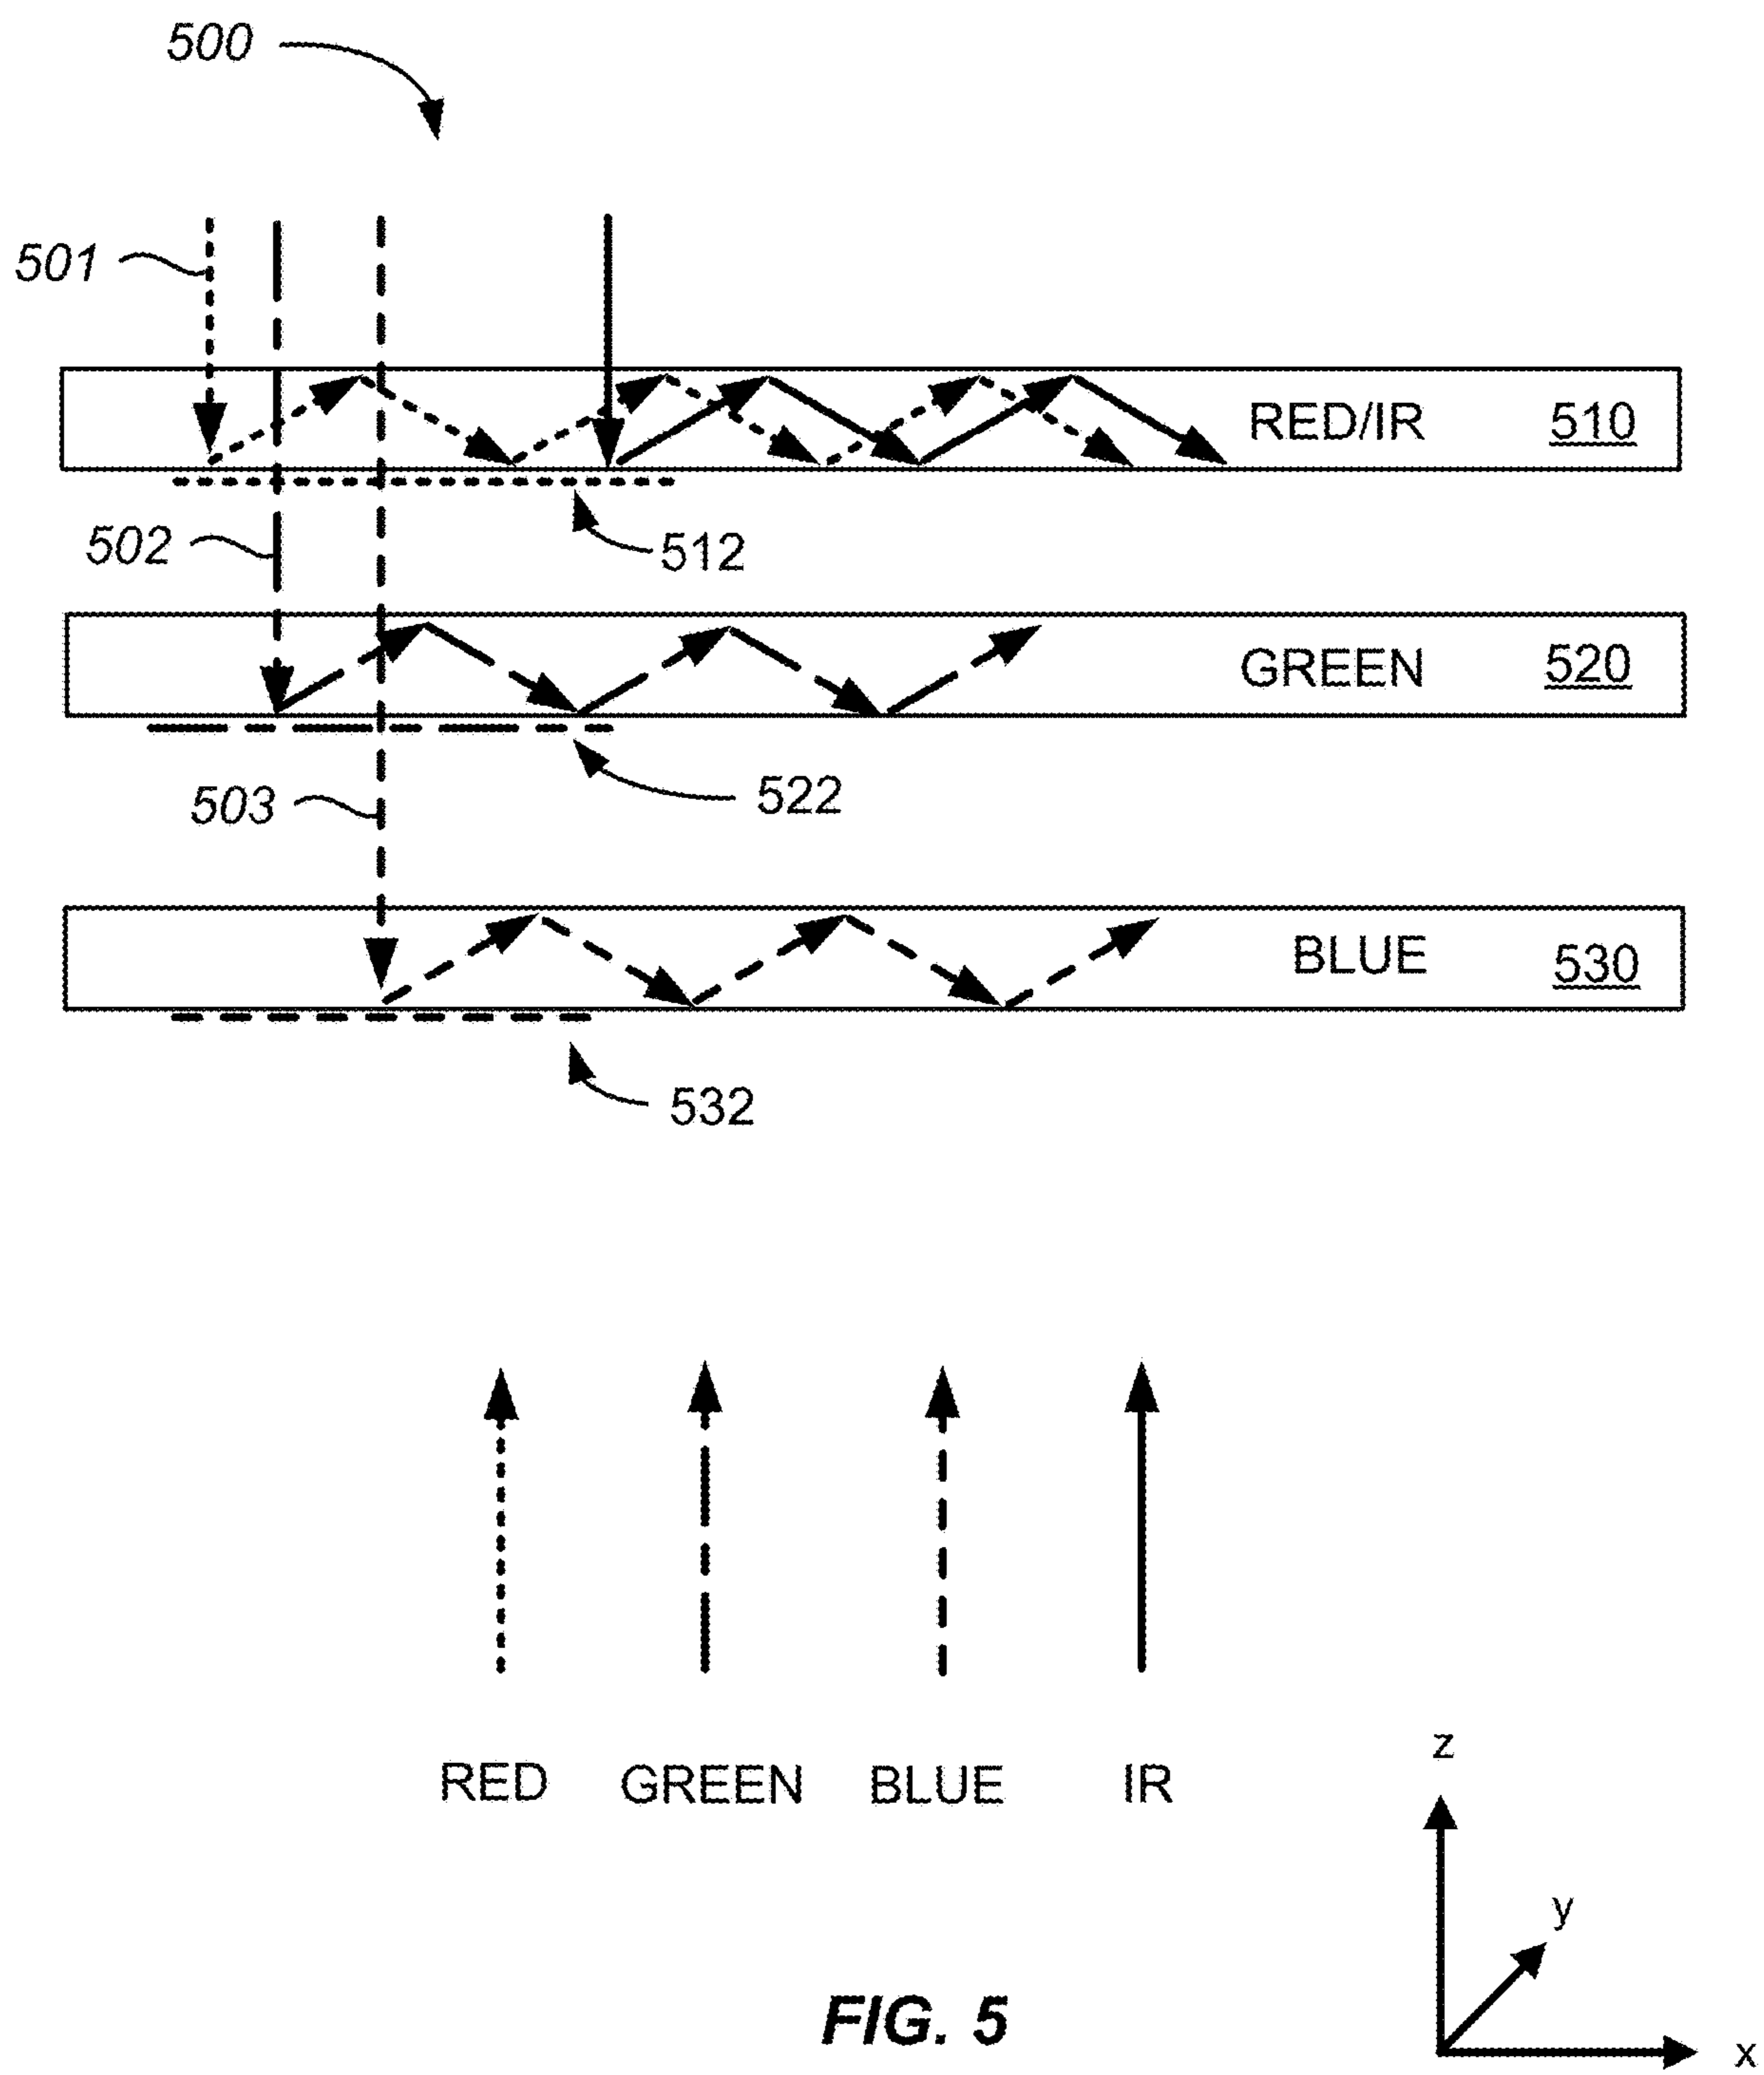 500
501
RED/IR 510
502
512
GREEN 520
503
522
BLUE 530
532
RED GREEN BLUE IR
z
y
x
FIG. 5